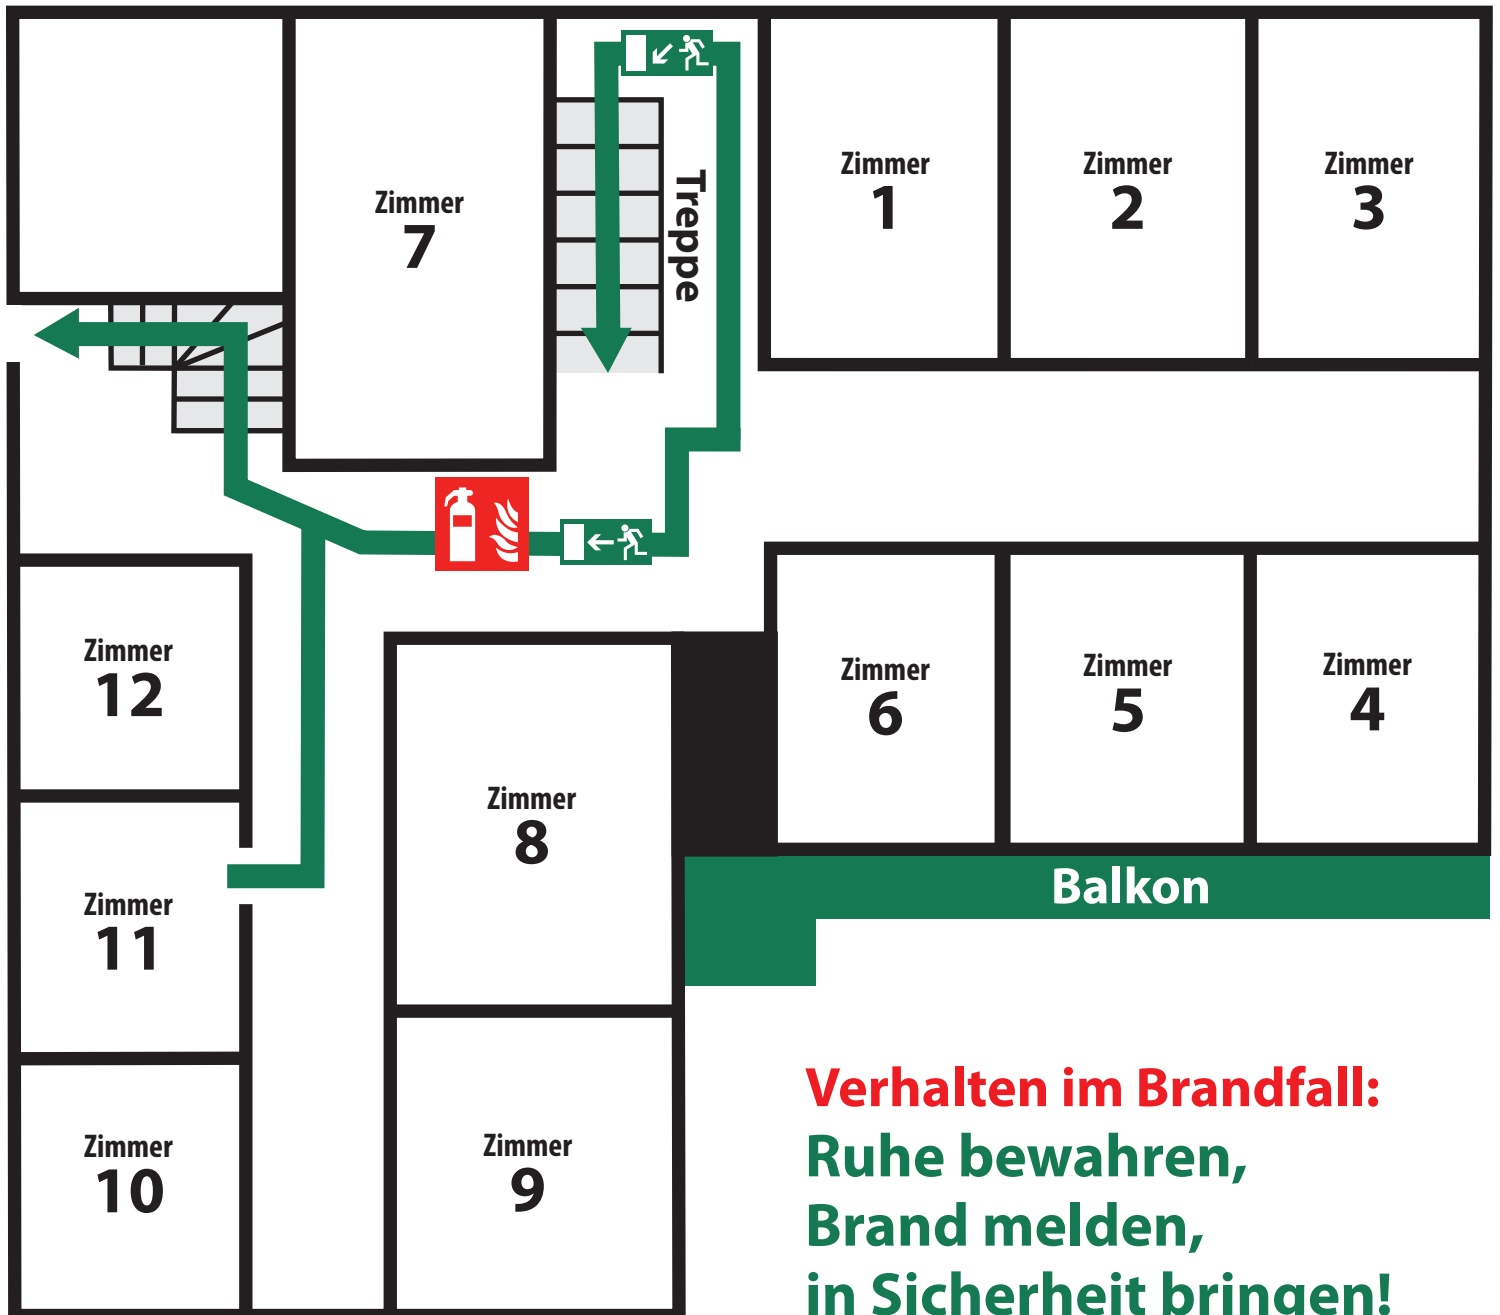 Zimmer
7
Treppe
Zimmer
1
Zimmer
2
Zimmer
3
Zimmer
12
Zimmer
11
Zimmer
10
Zimmer
8
Zimmer
9
Zimmer
6
Zimmer
5
Zimmer
4
Balkon
Verhalten im Brandfall:
Ruhe bewahren,
Brand melden,
in Sicherheit bringen!